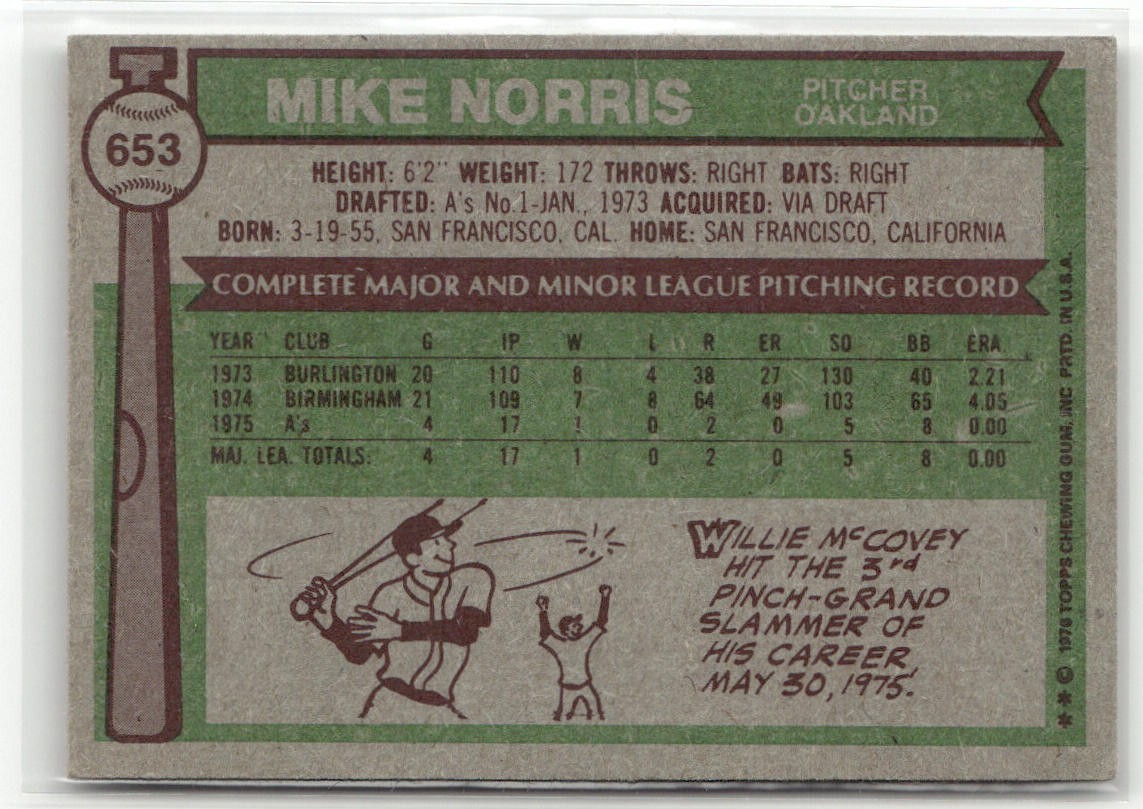 MIKE NORRIS
PITCHER
OAKLAND
653
HEIGHT: 6'2" WEIGHT: 172 THROWS: RIGHT BATS: RIGHT
DRAFTED: A's No.1-JAN., 1973 ACQUIRED: VIA DRAFT
BORN: 3-19-55, SAN FRANCISCO, CAL. HOME: SAN FRANCISCO, CALIFORNIA
COMPLETE MAJOR AND MINOR LEAGUE PITCHING RECORD
YEAR CLUB G IP W L R ER SO BB ERA
1973 BURLINGTON 20 110 8 4 38 27 130 40 2.21
1974 BIRMINGHAM 21 109 7 8 64 49 103 65 4.05
1975 A's 4 17 1 0 2 0 5 8 0.00
MAJ. LEA. TOTALS: 4 17 1 0 2 0 5 8 0.00
WILLIE McCOVEY
HIT THE 3rd
PINCH-GRAND
SLAMMER OF
HIS CAREER,
MAY 30, 1975.
** © 1976 TOPPS CHEWING GUM, INC PRTD. IN U.S.A.